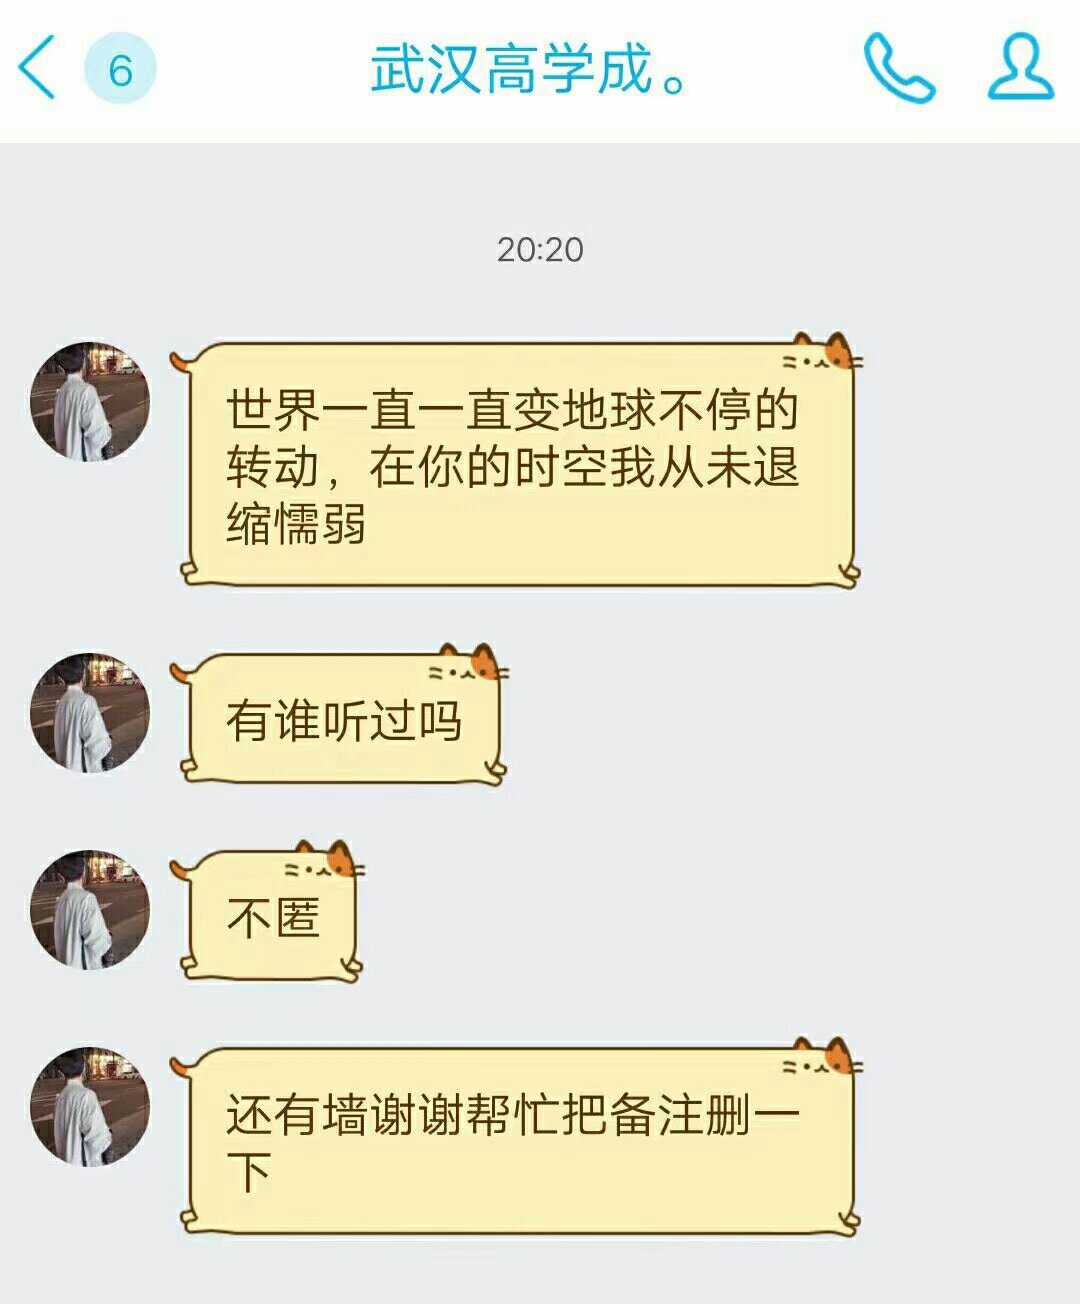 6
武汉高学成。
20:20
世界一直一直变地球不停的
转动，在你的时空我从未退
缩懦弱
有谁听过吗
不匿
还有墙谢谢帮忙把备注删一
下